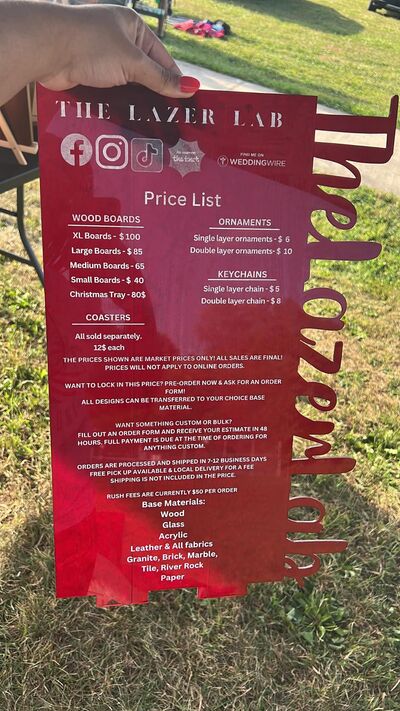 THE LAZER LAB
the knot
FIND ME ON
WEDDINGWIRE
Price List
WOOD BOARDS
XL Boards - $100
Large Boards - $ 85
Medium Boards - 65
Small Boards - $ 40
Christmas Tray - 80$
COASTERS
All sold separately.
12$ each
ORNAMENTS
Single layer ornaments - $ 6
Double layer ornaments - $ 10
KEYCHAINS
Single layer chain - $ 5
Double layer chain - $ 8
THE PRICES SHOWN ARE MARKET PRICES ONLY! ALL SALES ARE FINAL!
PRICES WILL NOT APPLY TO ONLINE ORDERS.
WANT TO LOCK IN THIS PRICE? PRE-ORDER NOW & ASK FOR AN ORDER
FORM!
ALL DESIGNS CAN BE TRANSFERRED TO YOUR CHOICE BASE
MATERIAL.
WANT SOMETHING CUSTOM OR BULK?
FILL OUT AN ORDER FORM AND RECEIVE YOUR ESTIMATE IN 48
HOURS, FULL PAYMENT IS DUE AT THE TIME OF ORDERING FOR
ANYTHING CUSTOM.
ORDERS ARE PROCESSED AND SHIPPED IN 7-12 BUSINESS DAYS
FREE PICK UP AVAILABLE & LOCAL DELIVERY FOR A FEE
SHIPPING IS NOT INCLUDED IN THE PRICE.
RUSH FEES ARE CURRENTLY $50 PER ORDER
Base Materials:
Wood
Glass
Acrylic
Leather & All fabrics
Granite, Brick, Marble,
Tile, River Rock
Paper
The Lazer Lab